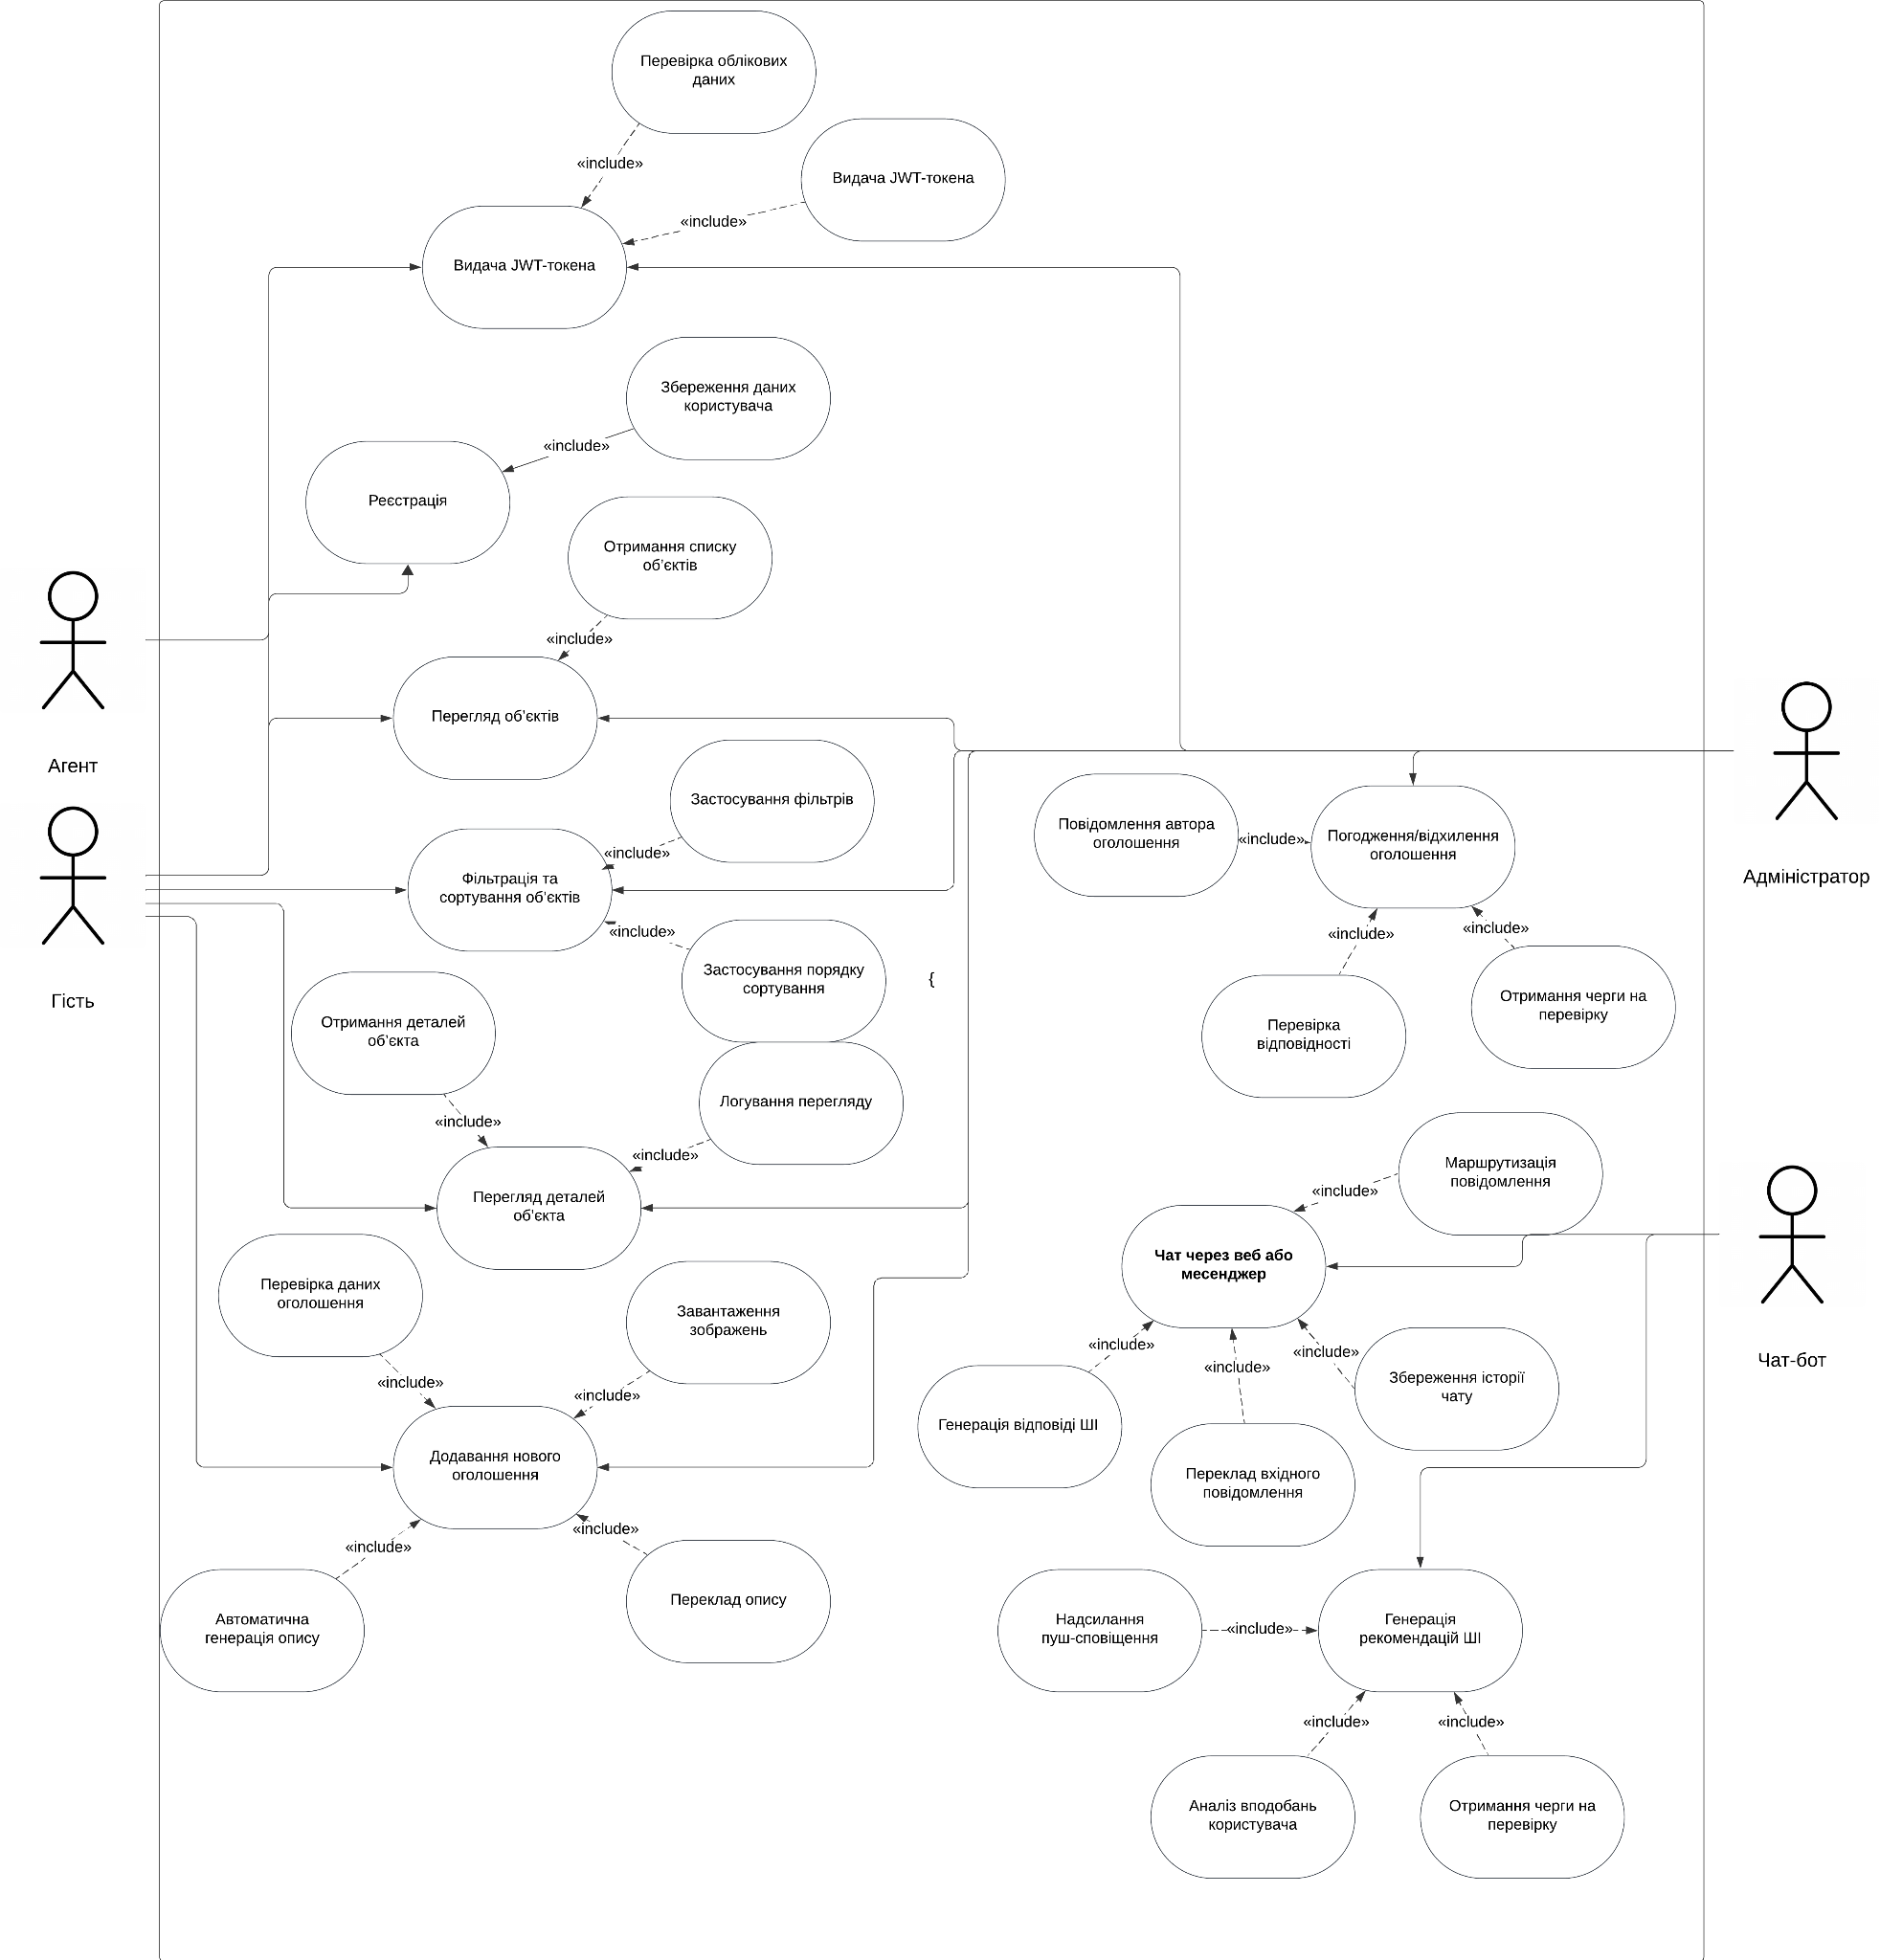 Перевірка облікових
даних
«include»
Видача JWT-токена
«include»
Видача JWT-токена
Збереження даних
користувача
«include»
Реєстрація
Отримання списку
об'єктів
«include»
Перегляд об'єктів
Агент
Застосування фільтрів
«include»
Фільтрація та
сортування об'єктів
«include»
Застосування порядку
сортування
{
Гість
Отримання деталей
об'єкта
«include»
Логування перегляду
«include»
Перегляд деталей
об'єкта
Перевірка даних
оголошення
«include»
Завантаження
зображень
«include»
Додавання нового
оголошення
«include»
Автоматична
генерація опису
«include»
Переклад опису
Адміністратор
Повідомлення автора
оголошення
«include»
Погодження/відхилення
оголошення
«include»
«include»
Перевірка
відповідності
Отримання черги на
перевірку
Маршрутизація
повідомлення
«include»
Чат через веб або
месенджер
Чат-бот
«include»
«include»
«include»
Генерація відповіді ШІ
Переклад вхідного
повідомлення
Збереження історії
чату
Надсилання
пуш-сповіщення
«include»
Генерація
рекомендацій ШІ
«include»
«include»
Аналіз вподобань
користувача
Отримання черги на
перевірку